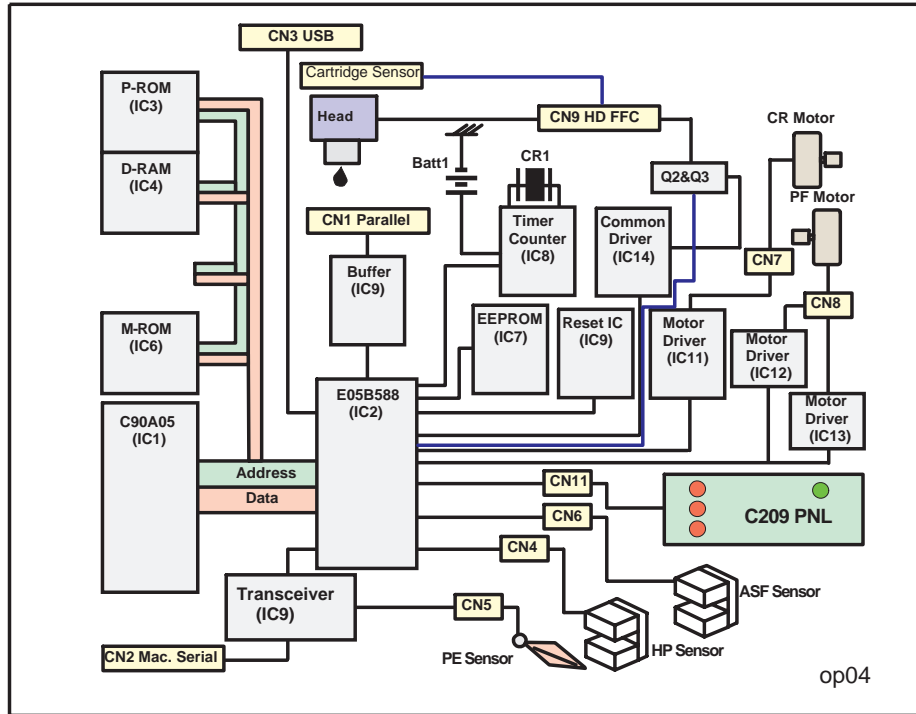 CN3 USB
Cartridge Sensor
P-ROM
(IC3)
Head
CN9 HD FFC
CR Motor
D-RAM
(IC4)
Batt1
CR1
Q2&Q3
PF Motor
CN1 Parallel
Timer
Counter
(IC8)
Common
Driver
(IC14)
Buffer
(IC9)
CN7
CN8
M-ROM
(IC6)
EEPROM
(IC7)
Reset IC
(IC9)
Motor
Driver
(IC11)
Motor
Driver
(IC12)
E05B588
(IC2)
Motor
Driver
(IC13)
C90A05
(IC1)
Address
Data
CN11
C209 PNL
CN6
CN4
ASF Sensor
Transceiver
(IC9)
CN5
PE Sensor
HP Sensor
CN2 Mac. Serial
op04